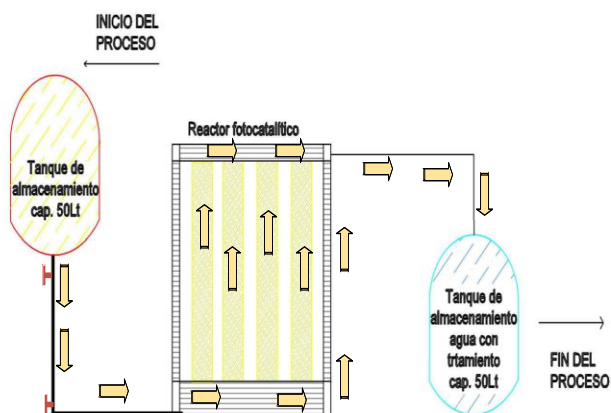 INICIO DEL
PROCESO
Tanque de
almacenamiento
cap. 50Lt
Reactor fotocatalítico
Tanque de
almacenamiento
agua con
trtamiento
cap. 50Lt
FIN DEL
PROCESO